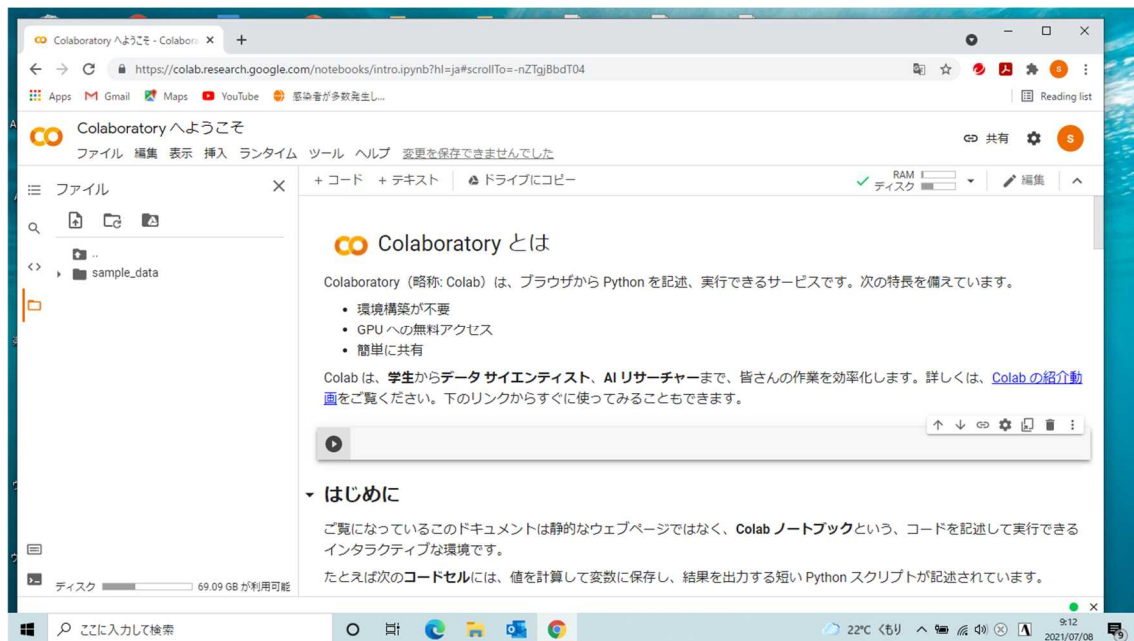 Colaboratory へようこそ - Colabora
https://colab.research.google.com/notebooks/intro.ipynb?hl=ja#scrollTo=-nZTgjBbdT04
Apps Gmail Maps YouTube 感染者が多数発生し... Reading list
Colaboratory へようこそ
共有 S
ファイル 編集 表示 挿入 ランタイム ツール ヘルプ 変更を保存できませんでした
ファイル
+ コード + テキスト ドライブにコピー RAM ディスク 編集
..
sample_data
Colaboratory とは
Colaboratory（略称: Colab）は、ブラウザから Python を記述、実行できるサービスです。次の特長を備えています。
• 環境構築が不要
• GPU への無料アクセス
• 簡単に共有
Colab は、学生からデータ サイエンティスト、AI リサーチャーまで、皆さんの作業を効率化します。詳しくは、Colab の紹介動
画をご覧ください。下のリンクからすぐに使ってみることもできます。
はじめに
ご覧になっているこのドキュメントは静的なウェブページではなく、Colab ノートブックという、コードを記述して実行できる
インタラクティブな環境です。
たとえば次のコードセルには、値を計算して変数に保存し、結果を出力する短い Python スクリプトが記述されています。
ディスク 69.09 GB が利用可能
ここに入力して検索
22°C くもり
9:12
2021/07/08